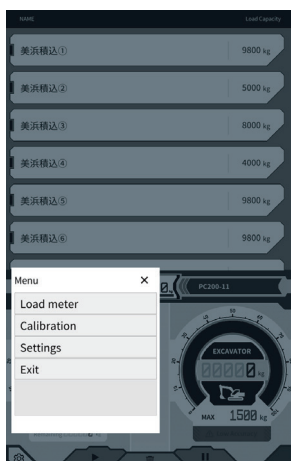 NAME Load Capacity
美浜積込① 9800 kg
美浜積込② 5000 kg
美浜積込③ 8000 kg
美浜積込④ 4000 kg
美浜積込⑤ 9800 kg
美浜積込⑥ 9800 kg
Menu ×
Load meter
Calibration
Settings
Exit
PC200-11
EXCAVATOR
00000 kg
MAX 1500 kg